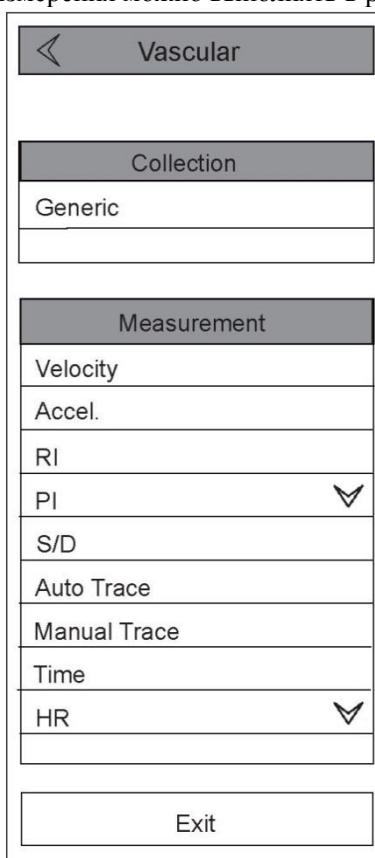 Vascular
Collection
Generic
Measurement
Velocity
Accel.
RI
PI
S/D
Auto Trace
Manual Trace
Time
HR
Exit